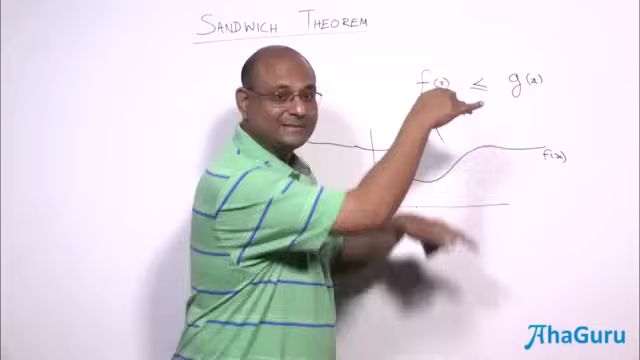 SANDWICH THEOREM
f(x) ≤ g(x)
f(x)
AhaGuru